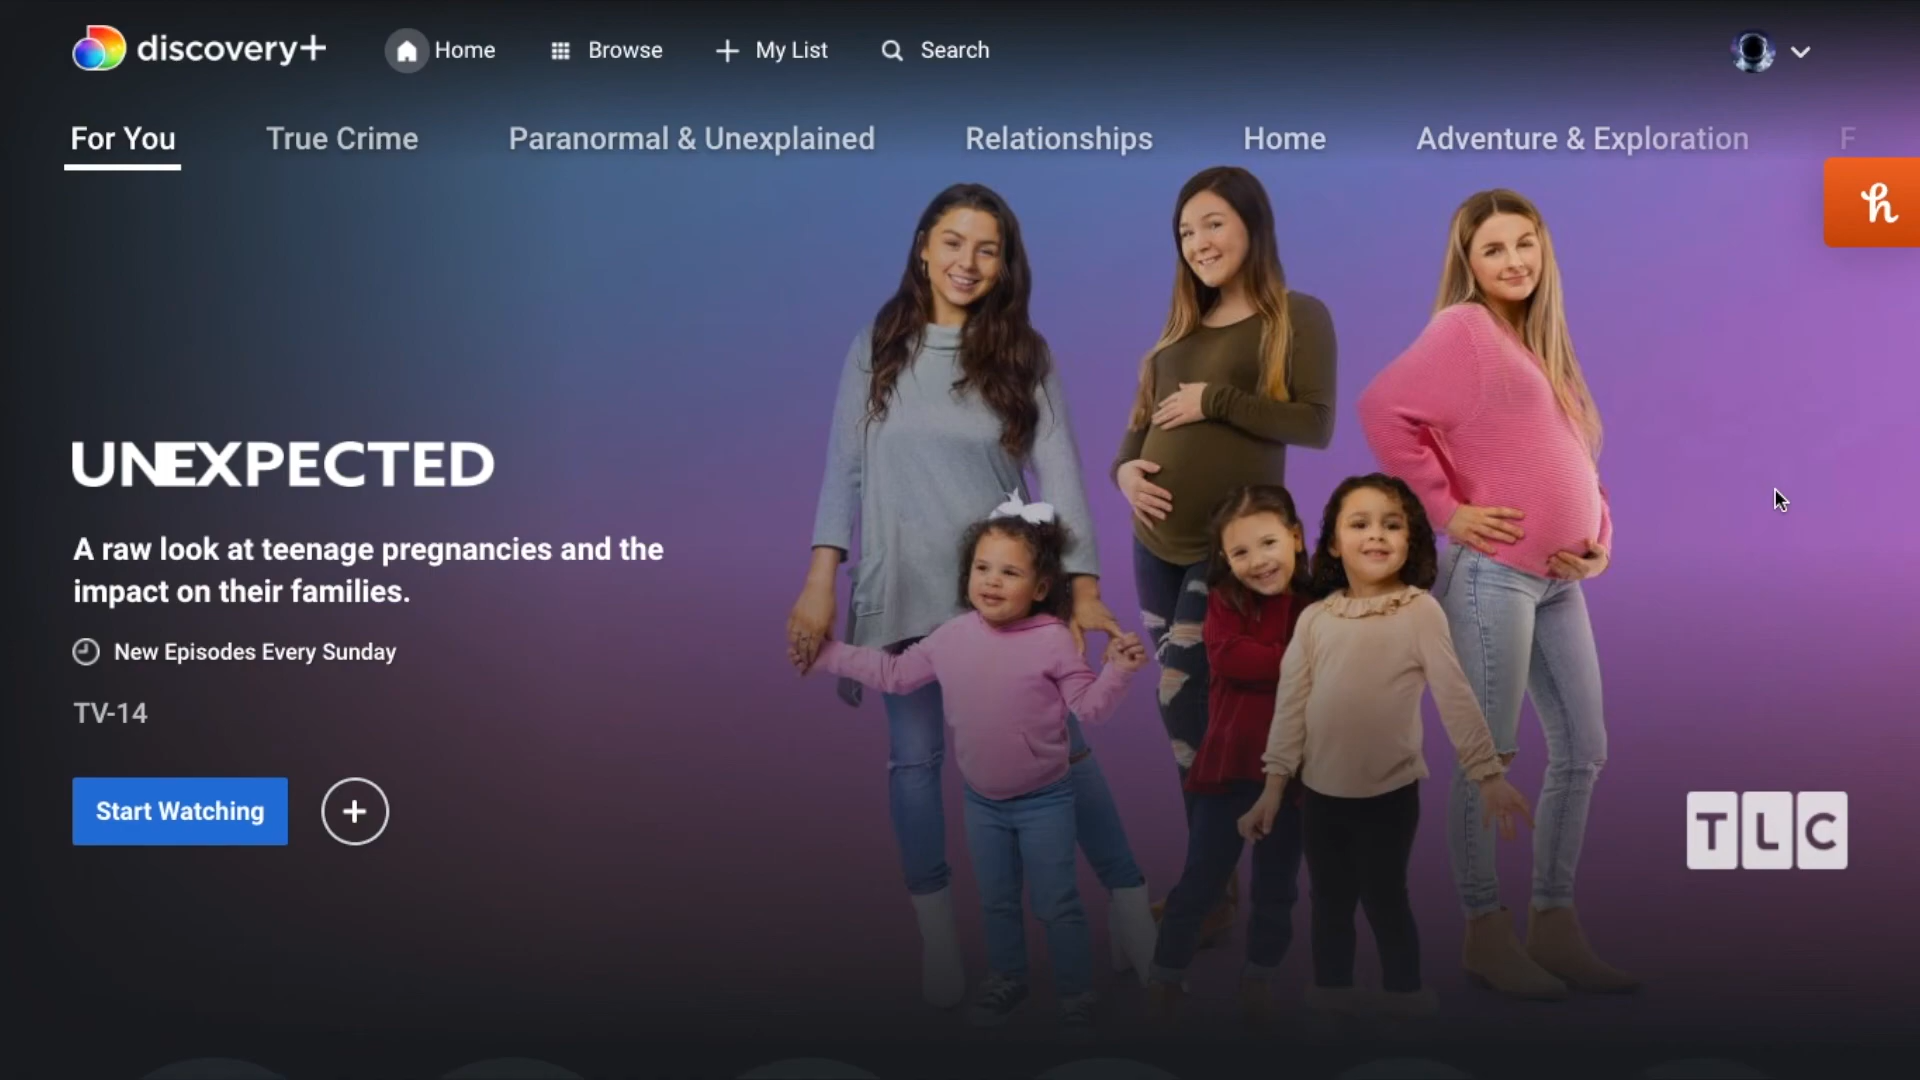 discovery+
Home
Browse
My List
Search
For You
True Crime
Paranormal & Unexplained
Relationships
Home
Adventure & Exploration
F
h
UNEXPECTED
A raw look at teenage pregnancies and the
impact on their families.
New Episodes Every Sunday
TV-14
Start Watching
TLC